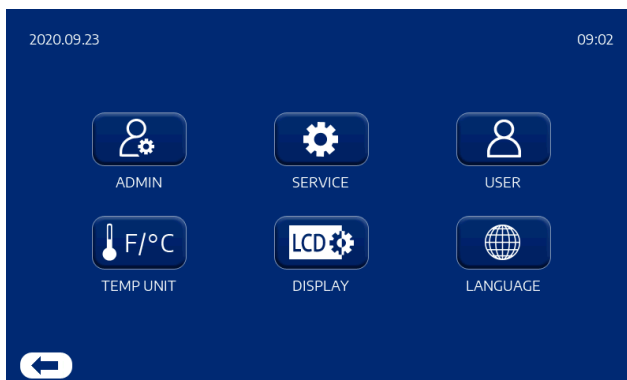 2020.09.23 09:02
ADMIN SERVICE USER
F/°C LCD
TEMP UNIT DISPLAY LANGUAGE